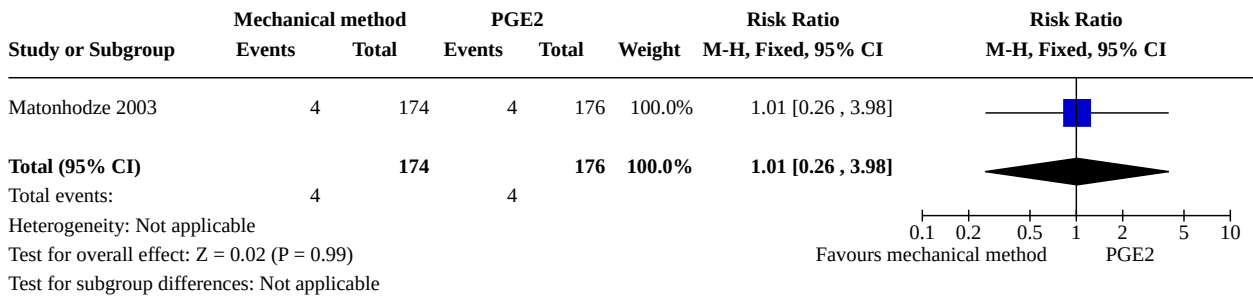 Mechanical method PGE2 Risk Ratio Risk Ratio
Study or Subgroup Events Total Events Total Weight M-H, Fixed, 95% CI M-H, Fixed, 95% CI
Matonhodze 2003 4 174 4 176 100.0% 1.01 [0.26 , 3.98]
Total (95% CI) 174 176 100.0% 1.01 [0.26 , 3.98]
Total events: 4 4
Heterogeneity: Not applicable
0.1 0.2 0.5 1 2 5 10
Test for overall effect: Z = 0.02 (P = 0.99) Favours mechanical method PGE2
Test for subgroup differences: Not applicable